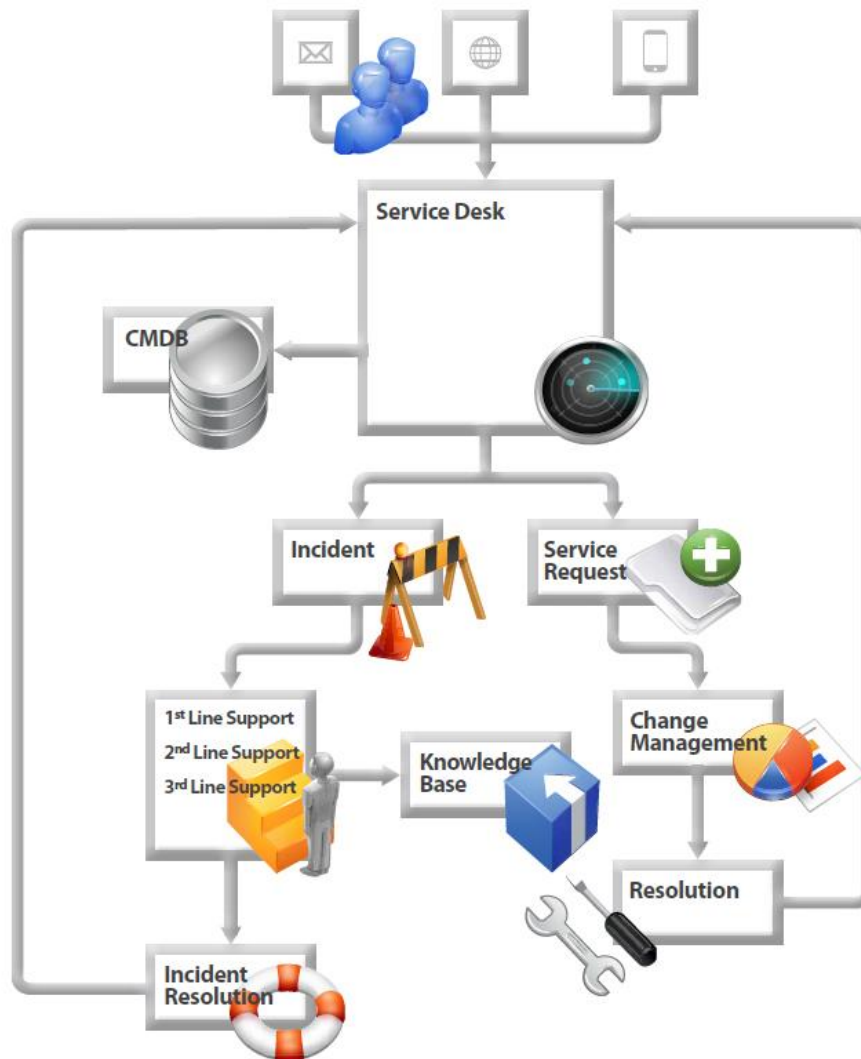 Service Desk
CMDB
Incident
Service
Request
1st Line Support
2nd Line Support
3rd Line Support
Knowledge
Base
Change
Management
Resolution
Incident
Resolution